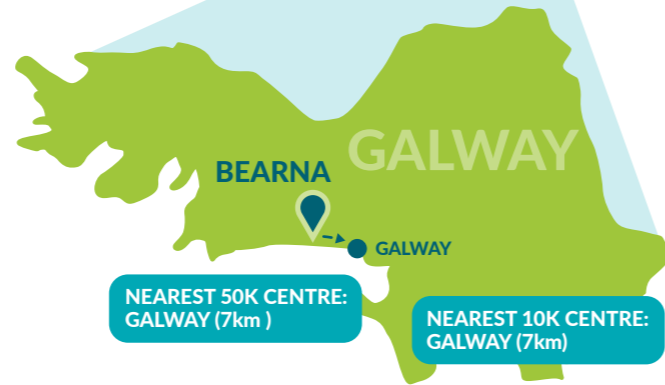 GALWAY
BEARNA
GALWAY
NEAREST 50K CENTRE:
GALWAY (7km )
NEAREST 10K CENTRE:
GALWAY (7km)